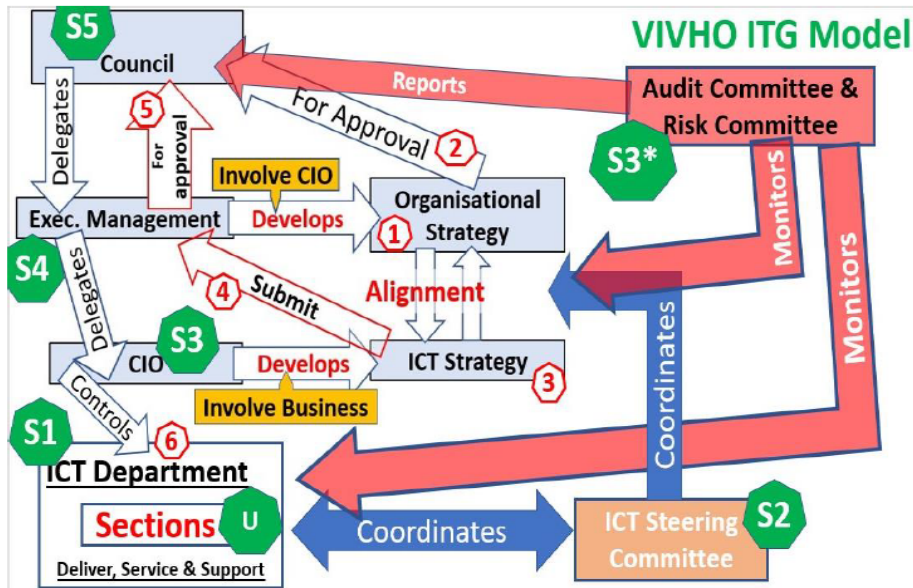 S5
Council
VIVHO ITG Model
Reports
Audit Committee &
Risk Committee
S3*
Delegates
5
For
approval
For Approval
2
Involve CIO
Exec. Management
Develops
Organisational
Strategy
1
S4
Delegates
4
Submit
Alignment
Monitors
Monitors
S3
CIO
Develops
ICT Strategy
3
Involve Business
Controls
Coordinates
S1
6
ICT Department
Sections
U
Deliver, Service & Support
Coordinates
ICT Steering
Committee
S2